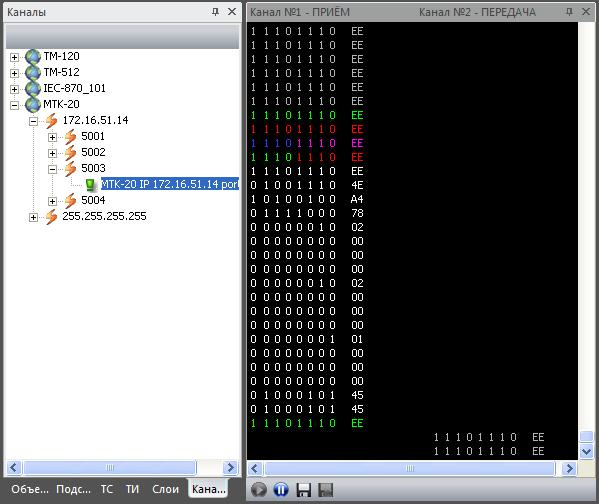 Каналы
ТМ-120
ТМ-512
IEC-870_101
МТК-20
172.16.51.14
5001
5002
5003
МТК-20 IP 172.16.51.14 por
5004
255.255.255.255
Объе... Подс... ТС ТИ Слои Кана...
Канал №1 - ПРИЁМ Канал №2 - ПЕРЕДАЧА
1 1 1 0 1 1 1 0 EE
1 1 1 0 1 1 1 0 EE
1 1 1 0 1 1 1 0 EE
1 1 1 0 1 1 1 0 EE
1 1 1 0 1 1 1 0 EE
1 1 1 0 1 1 1 0 EE
1 1 1 0 1 1 1 0 EE
1 1 1 0 1 1 1 0 EE
1 1 1 0 1 1 1 0 EE
1 1 1 0 1 1 1 0 EE
1 1 1 0 1 1 1 0 EE
0 1 0 0 1 1 1 0 4E
1 0 1 0 0 1 0 0 A4
0 1 1 1 1 0 0 0 78
0 0 0 0 0 0 1 0 02
0 0 0 0 0 0 0 0 00
0 0 0 0 0 0 0 0 00
0 0 0 0 0 0 0 0 00
0 0 0 0 0 0 1 0 02
0 0 0 0 0 0 0 0 00
0 0 0 0 0 0 0 0 00
0 0 0 0 0 0 0 0 00
0 0 0 0 0 0 0 1 01
0 0 0 0 0 0 0 0 00
0 0 0 0 0 0 0 0 00
0 0 0 0 0 0 0 0 00
0 1 0 0 0 1 0 1 45
0 1 0 0 0 1 0 1 45
1 1 1 0 1 1 1 0 EE
1 1 1 0 1 1 1 0 EE
1 1 1 0 1 1 1 0 EE